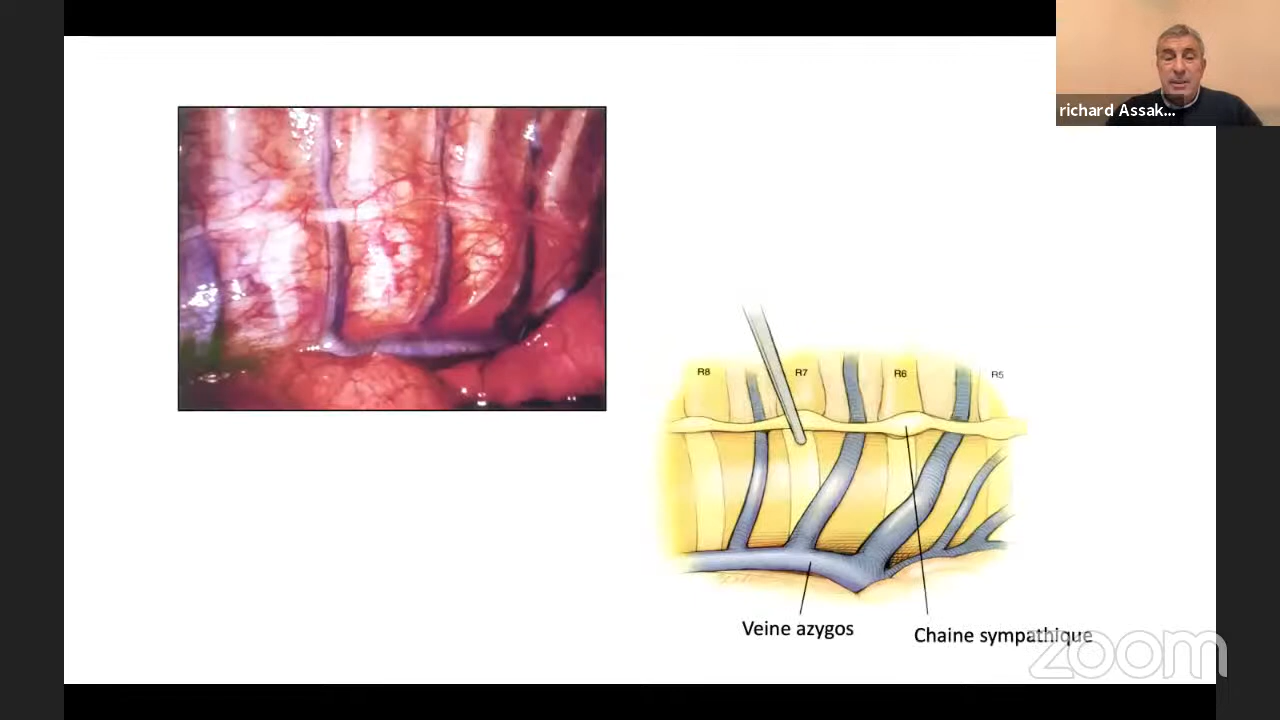 richard Assak...
R8
R7
R6
R5
Veine azygos
Chaine sympathique
zoom